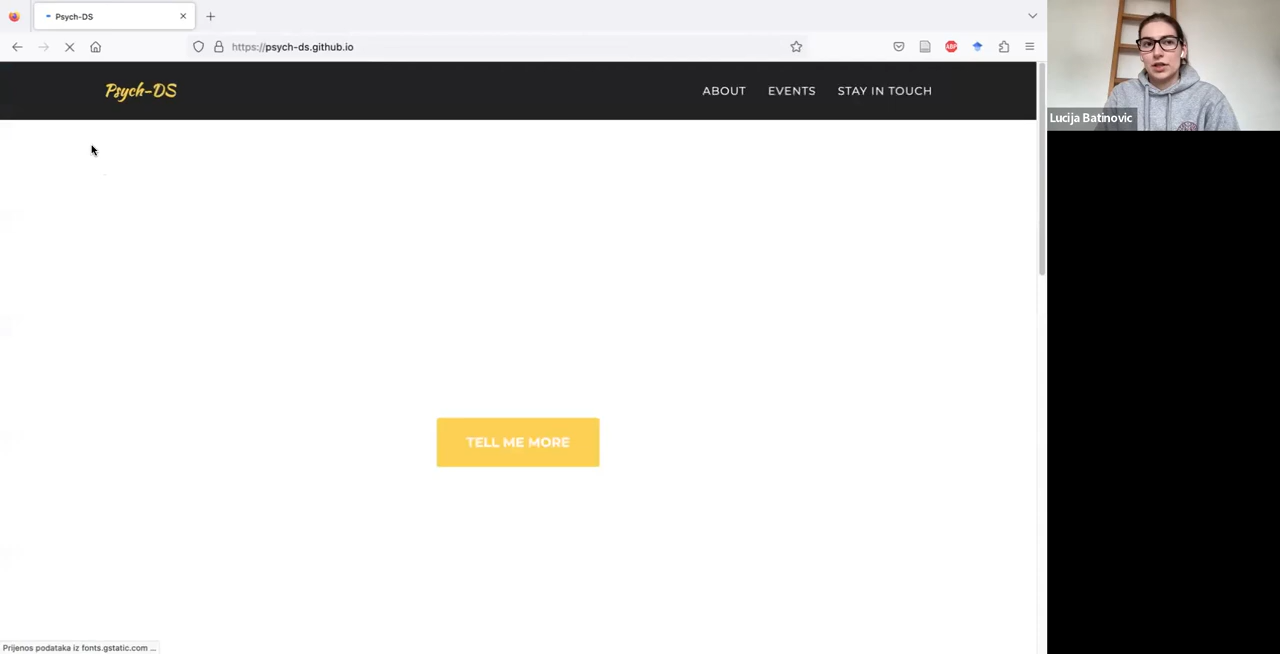 Psych-DS
https://psych-ds.github.io
ABP
Psych-DS
ABOUT
EVENTS
STAY IN TOUCH
TELL ME MORE
Lucija Batinovic
Prijenos podataka iz fonts.gstatic.com ...